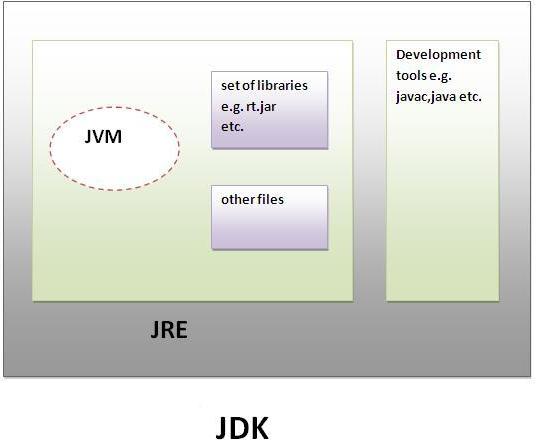 JVM
set of libraries
e.g. rt.jar
etc.
other files
JRE
Development
tools e.g.
javac,java etc.
JDK